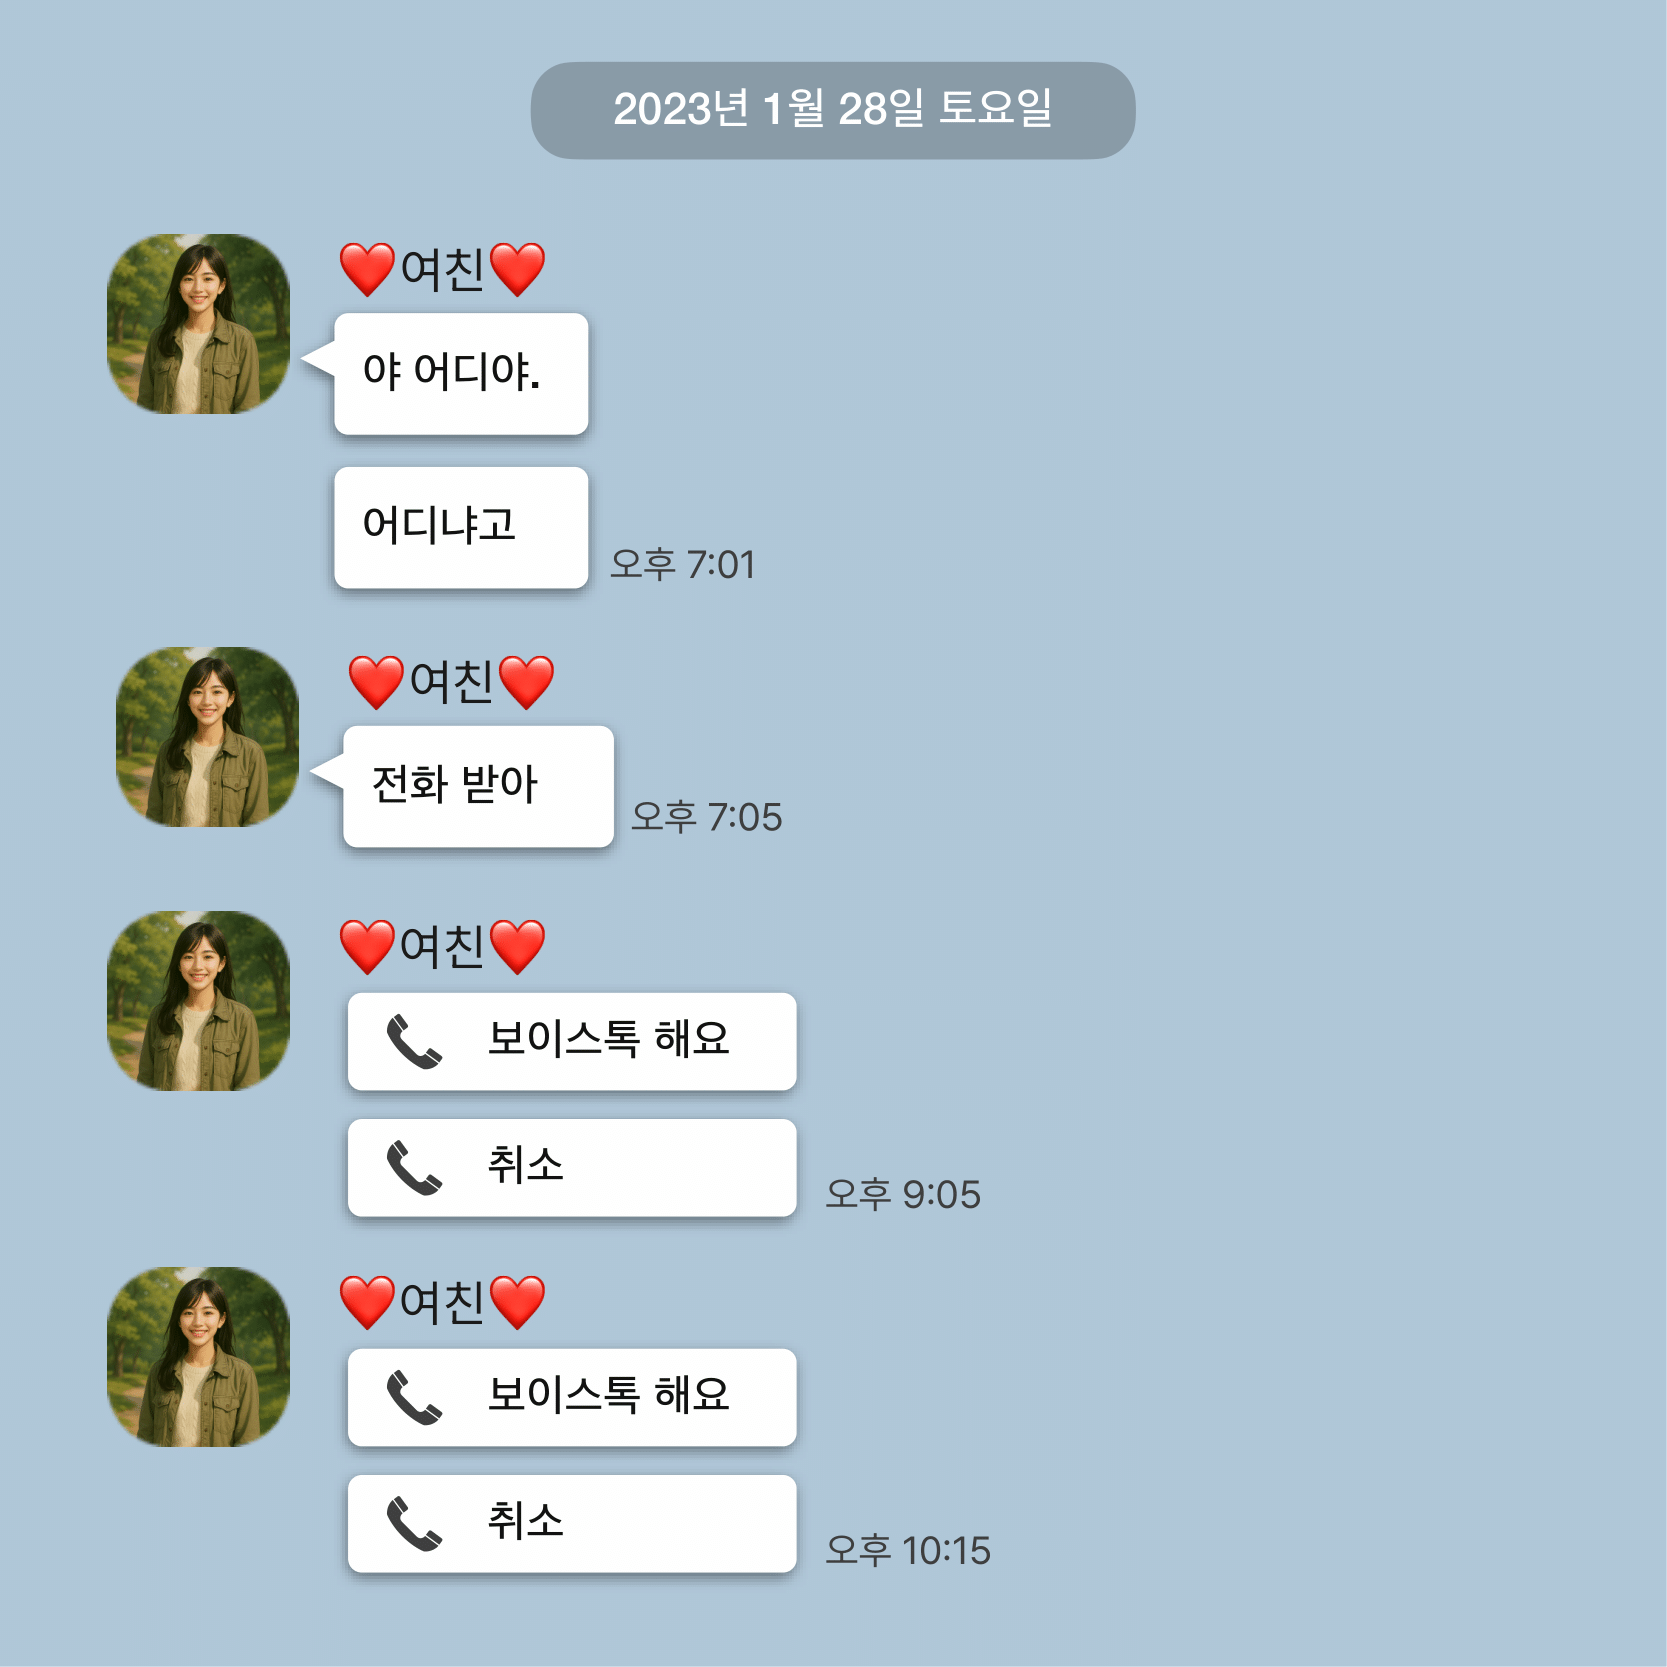 2023년 1월 28일 토요일
❤️여친❤️
야 어디야.
어디냐고
오후 7:01
❤️여친❤️
전화 받아
오후 7:05
❤️여친❤️
보이스톡 해요
취소
오후 9:05
❤️여친❤️
보이스톡 해요
취소
오후 10:15